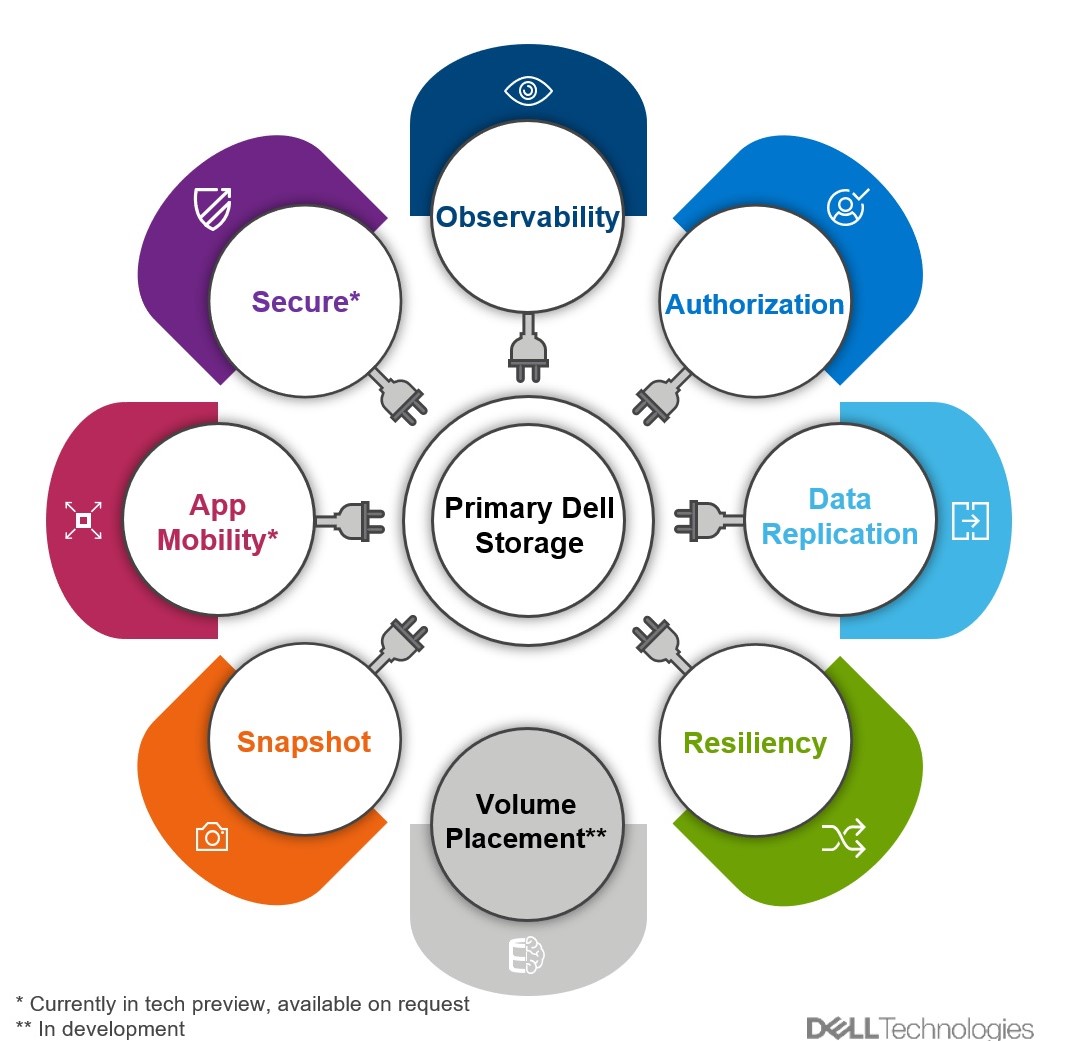 Observability
Secure*
Authorization
App
Mobility*
Primary Dell
Storage
Data
Replication
Snapshot
Resiliency
Volume
Placement**
* Currently in tech preview, available on request
** In development
DELLTechnologies